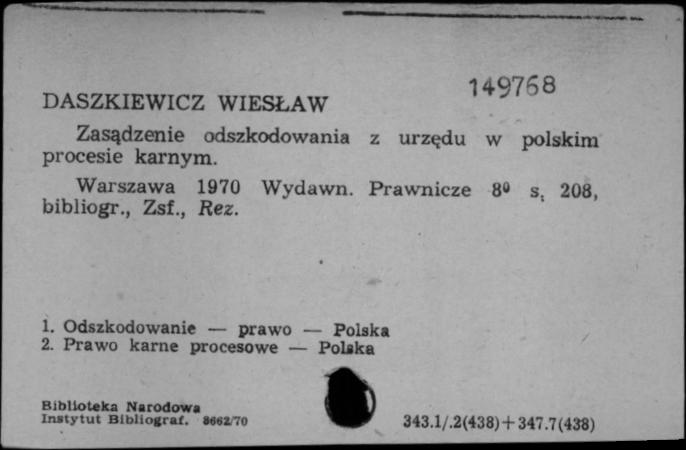 149768
DASZKIEWICZ WIESŁAW
Zasądzenie odszkodowania z urzędu w polskim
procesie karnym.
Warszawa 1970 Wydawn. Prawnicze 8⁰ s. 208,
bibliogr., Zsf., Rez.
1. Odszkodowanie — prawo — Polska
2. Prawo karne procesowe — Polska
Biblioteka Narodowa
Instytut Bibliograf. 8662/70
343.1/.2(438)+347.7(438)